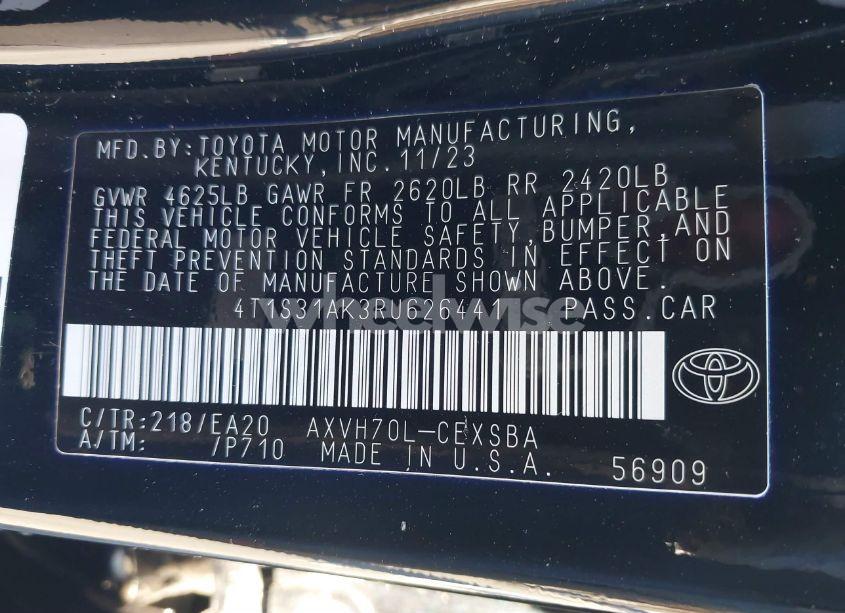 MFD.BY:TOYOTA MOTOR MANUFACTURING,
KENTUCKY,INC.11/23
GVWR 4625LB GAWR FR 2620LB RR 2420LB
THIS VEHICLE CONFORMS TO ALL APPLICABLE
FEDERAL MOTOR VEHICLE SAFETY,BUMPER,AND
THEFT PREVENTION STANDARDS IN EFFECT ON
THE DATE OF MANUFACTURE SHOWN ABOVE.
4T1S31AK3RU626441 PASS.CAR
wheelwise
C/TR:218/EA20 AXVH70L-CEXSBA
A/TM: /P710 MADE IN U.S.A. 56909